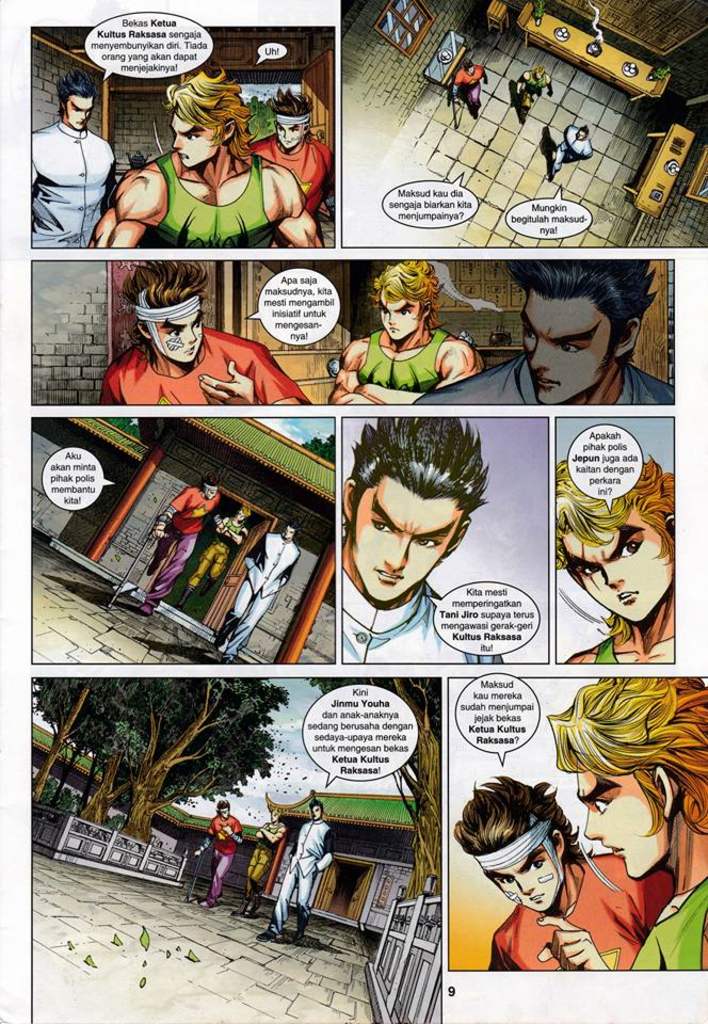 Bekas Ketua
Kultus Raksasa sengaja
menyembunyikan diri. Tiada
orang yang akan dapat
menjejakinya!
Uh!
Maksud kau dia
sengaja biarkan kita
menjumpainya?
Mungkin
begitulah maksud-
nya!
Apa saja
maksudnya, kita
mesti mengambil
inisiatif untuk
mengesan-
nya!
Aku
akan minta
pihak polis
membantu
kita!
Kita mesti
memperingatkan
Tani Jiro supaya terus
mengawasi gerak-geri
Kultus Raksasa
itu!
Apakah
pihak polis
Jepun juga ada
kaitan dengan
perkara
ini?
Kini
Jinmu Youha
dan anak-anaknya
sedang berusaha dengan
sedaya-upaya mereka
untuk mengesan bekas
Ketua Kultus
Raksasa!
Maksud
kau mereka
sudah menjumpai
jejak bekas
Ketua Kultus
Raksasa?
9